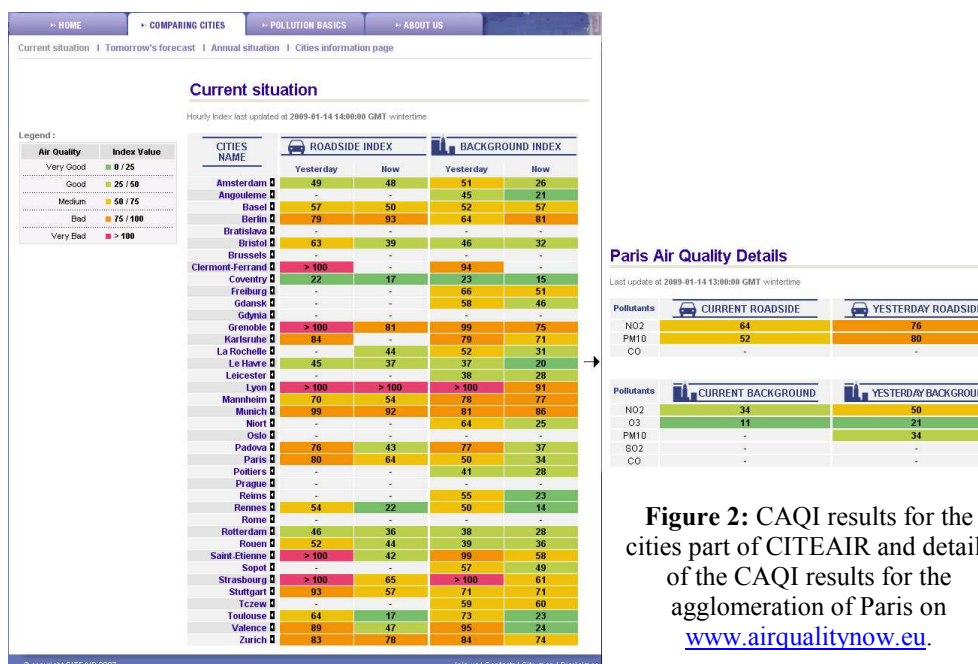 HOME COMPARING CITIES POLLUTION BASICS ABOUT US
Current situation I Tomorrow's forecast I Annual situation I Cities information page
Current situation
Hourly Index last updated at 2009-01-14 14:00:00 GMT wintertime
Legend :
Air Quality Index Value
Very Good 0 / 25
Good 25 / 50
Medium 50 / 75
Bad 75 / 100
Very Bad > 100
CITIES NAME ROADSIDE INDEX BACKGROUND INDEX
Yesterday Now Yesterday Now
Amsterdam 49 48 51 26
Angouleme - - 45 21
Basel 57 50 52 57
Berlin 79 93 64 81
Bratislava - - - -
Bristol 63 39 46 32
Brussels - - - -
Clermont-Ferrand > 100 - 94 -
Coventry 22 17 23 15
Freiburg - - 66 51
Gdansk - - 58 46
Gdynia - - - -
Grenoble > 100 81 99 75
Karlsruhe 84 - 79 71
La Rochelle - 44 52 31
Le Havre 45 37 37 20
Leicester - - 38 28
Lyon > 100 > 100 > 100 91
Mannheim 70 54 78 77
Munich 99 92 81 86
Niort - - 64 25
Oslo - - - -
Padova 76 43 77 37
Paris 80 64 50 34
Poitiers - - 41 28
Prague - - - -
Reims - - 55 23
Rennes 54 22 50 14
Rome - - - -
Rotterdam 46 36 38 28
Rouen 52 44 39 36
Saint-Etienne > 100 42 99 58
Sopot - - 57 49
Strasbourg > 100 65 > 100 61
Stuttgart 93 57 71 71
Tczew - - 59 60
Toulouse 64 17 73 23
Valence 89 47 95 24
Zurich 83 78 84 74
Paris Air Quality Details
Last update at 2009-01-14 13:00:00 GMT wintertime
Pollutants CURRENT ROADSIDE YESTERDAY ROADSIDE
NO2 64 76
PM10 52 80
CO - -
Pollutants CURRENT BACKGROUND YESTERDAY BACKGROU
NO2 34 50
O3 11 21
PM10 - 34
SO2 - -
CO - -
Figure 2: CAQI results for the
cities part of CITEAIR and detail
of the CAQI results for the
agglomeration of Paris on
www.airqualitynow.eu.